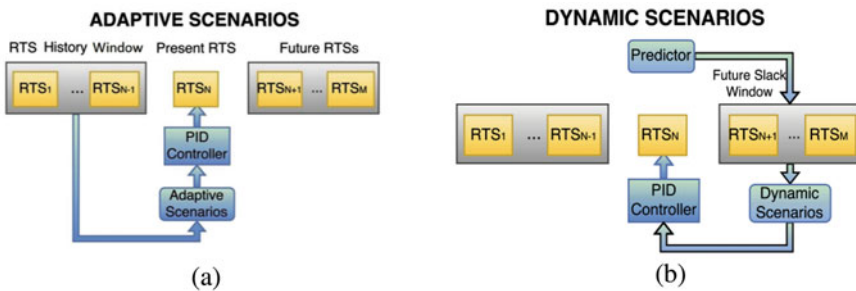 ADAPTIVE SCENARIOS
RTS History Window Present RTS Future RTSs
RTS1 ... RTSN-1
RTSN
RTSN+1 ... RTSM
PID
Controller
Adaptive
Scenarios
(a)
DYNAMIC SCENARIOS
Predictor
Future Slack
Window
RTS1 ... RTSN-1
RTSN
RTSN+1 ... RTSM
PID
Controller
Dynamic
Scenarios
(b)